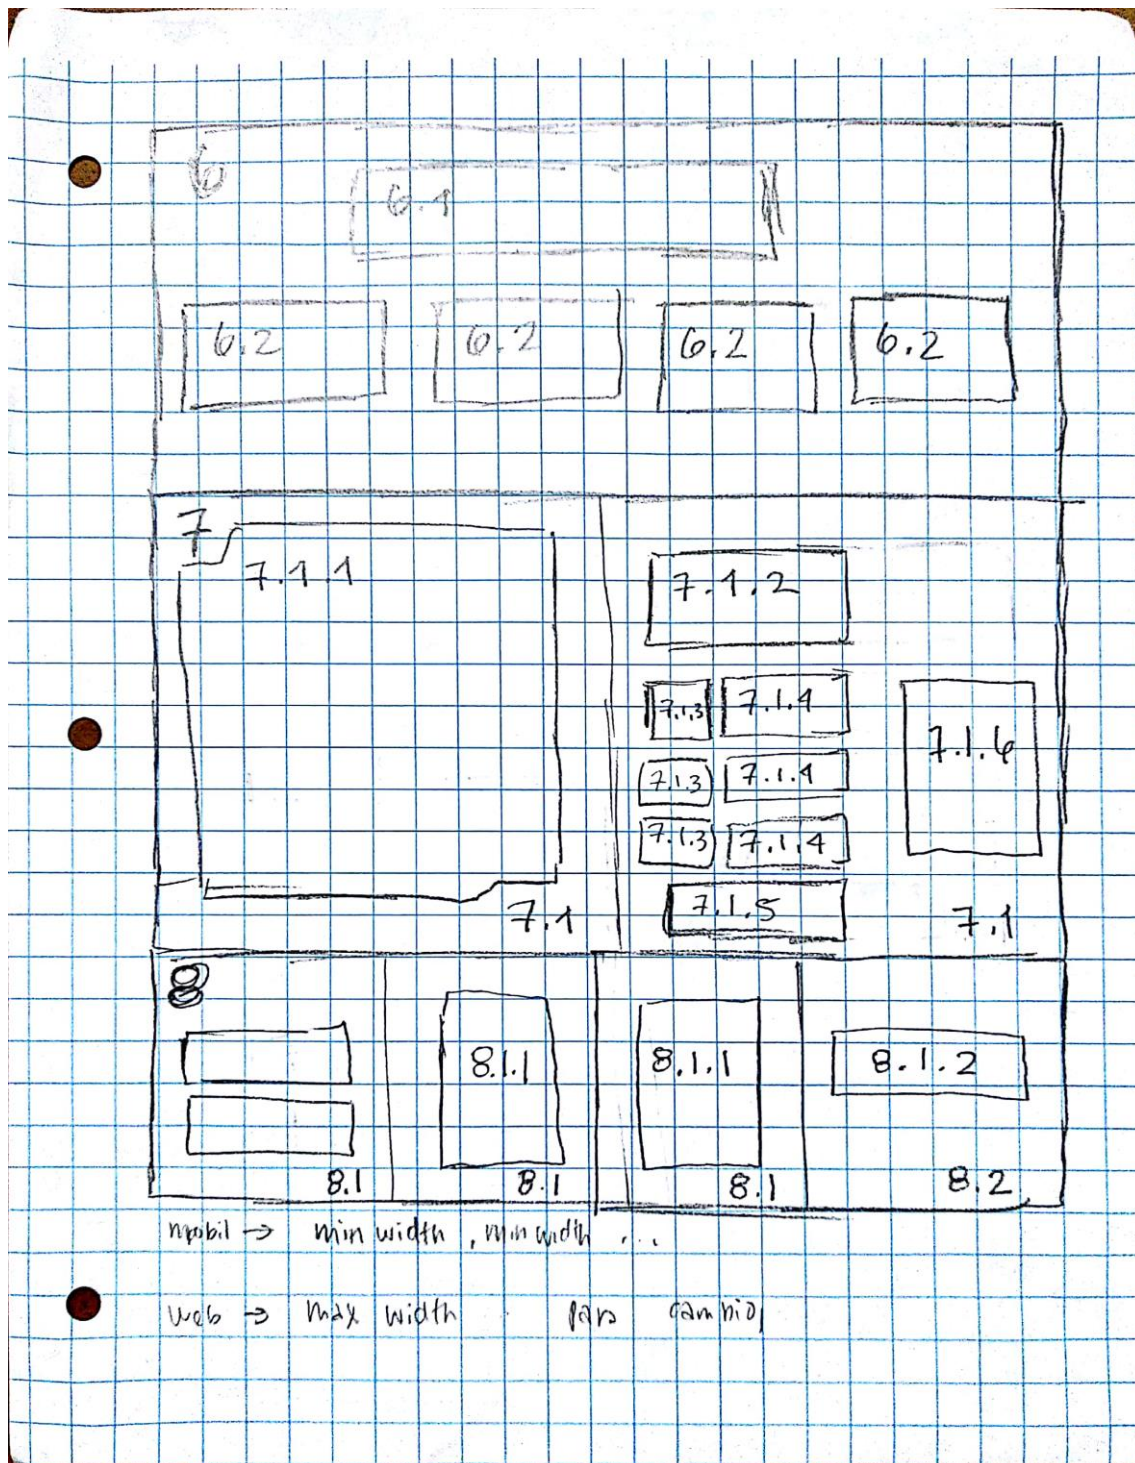 6
6.1
6.2 6.2 6.2 6.2
7
7.1.1
7.1.2
7.1.3 7.1.4
7.1.6
7.1.3 7.1.4
7.1.3 7.1.4
7.1.5
7.1 7.1
8
8.1.1 8.1.1 8.1.2
8.1 8.1 8.1 8.2
mobil → min width , min width ...
web → max width para cambio